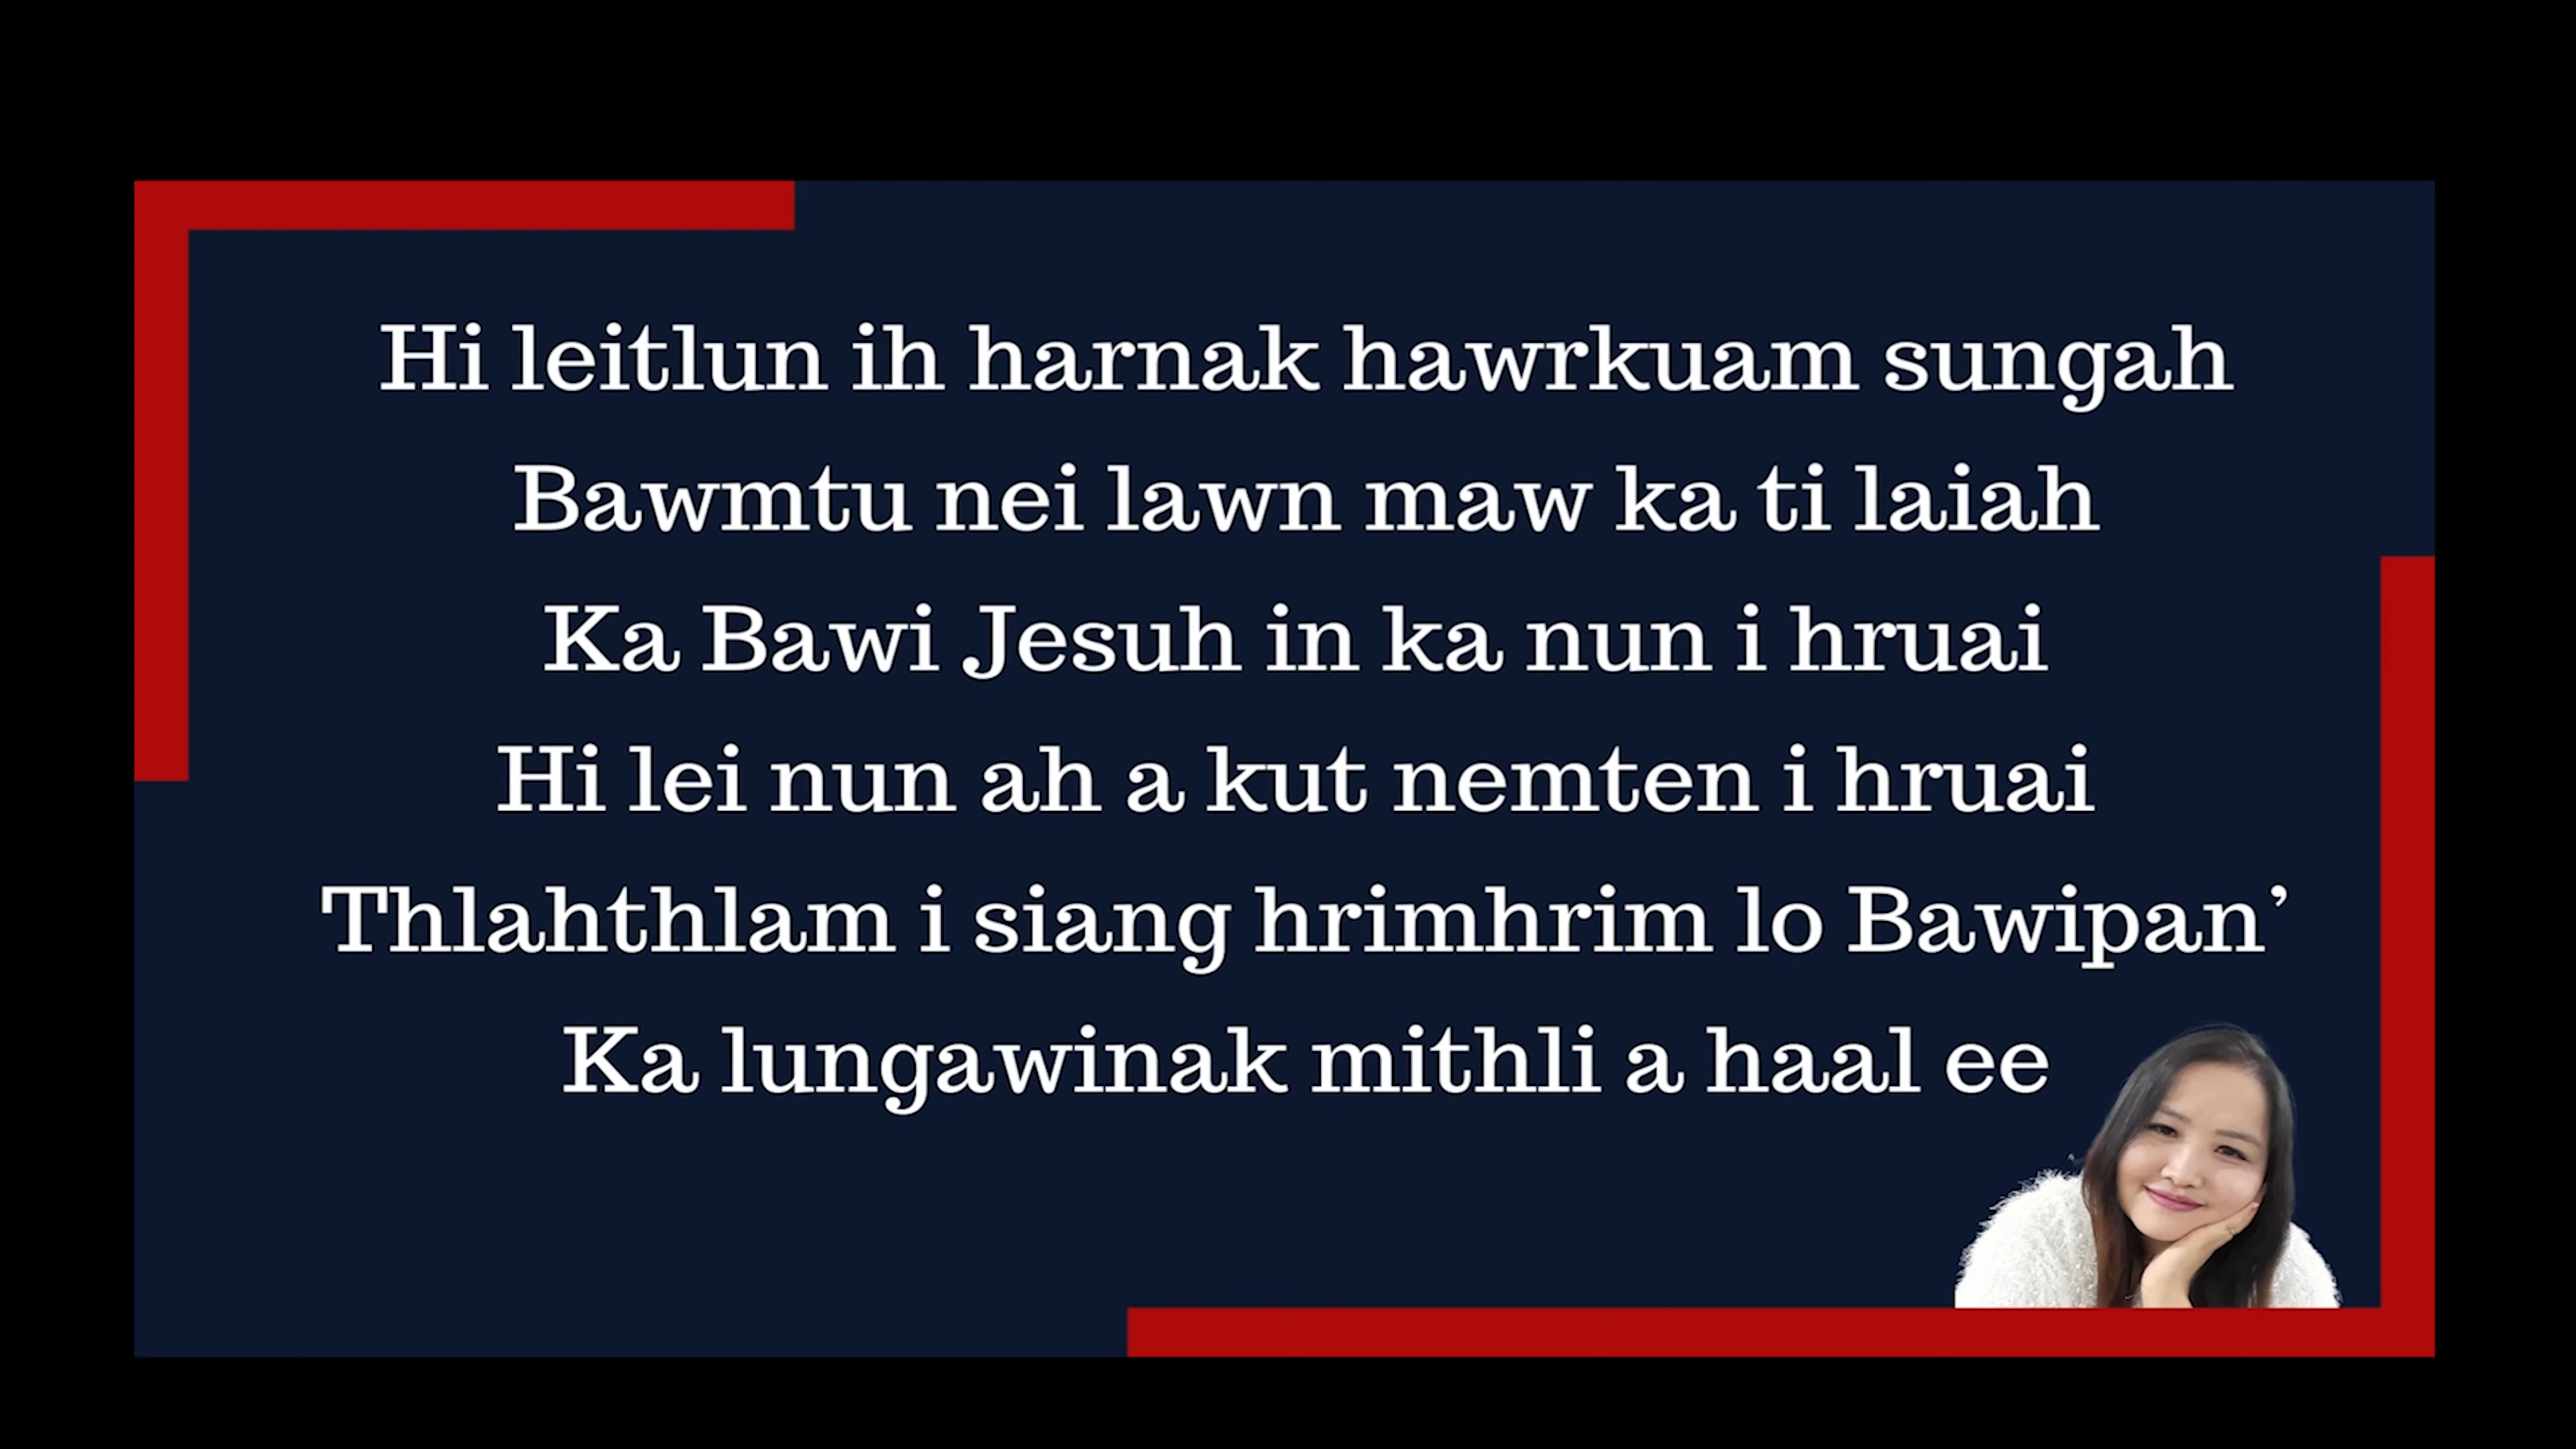 Hi leitlun ih harnak hawrkuam sungah
Bawmtu nei lawn maw ka ti laiah
Ka Bawi Jesuh in ka nun i hruai
Hi lei nun ah a kut nemten i hruai
Thlahthlam i siang hrimhrim lo Bawipan’
Ka lungawinak mithli a haal ee